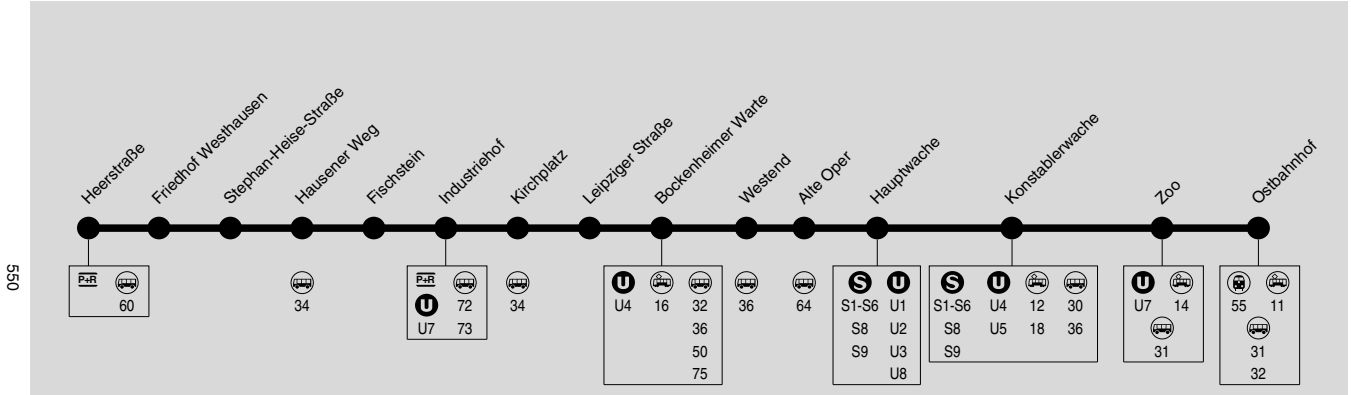 Heerstraße
Friedhof Westhausen
Stephan-Heise-Straße
Hausener Weg
Fischstein
Industriehof
Kirchplatz
Leipziger Straße
Bockenheimer Warte
Westend
Alte Oper
Hauptwache
Konstablerwache
Zoo
Ostbahnhof
P+R
60
34
P+R
72
U
U7 73
34
U
U4 16 32
36
50
75
36
64
S U
S1-S6 U1
S8 U2
S9 U3
U8
S U
S1-S6 U4 12 30
S8 U5 18 36
S9
U
U7 14
31
55 11
31
32
550